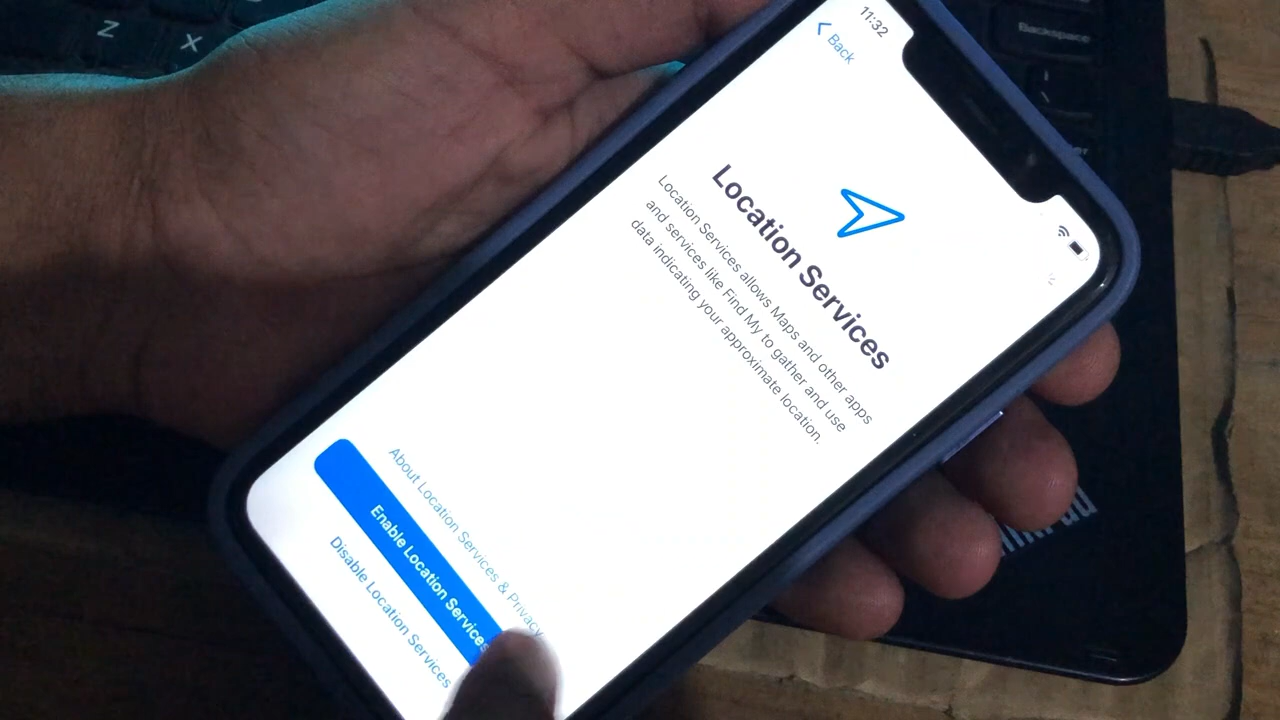 11:32
Back
Location Services
Location Services allows Maps and other apps
and services like Find My to gather and use
data indicating your approximate location.
About Location Services & Privacy
Enable Location Services
Disable Location Services
Z
X
Backspace